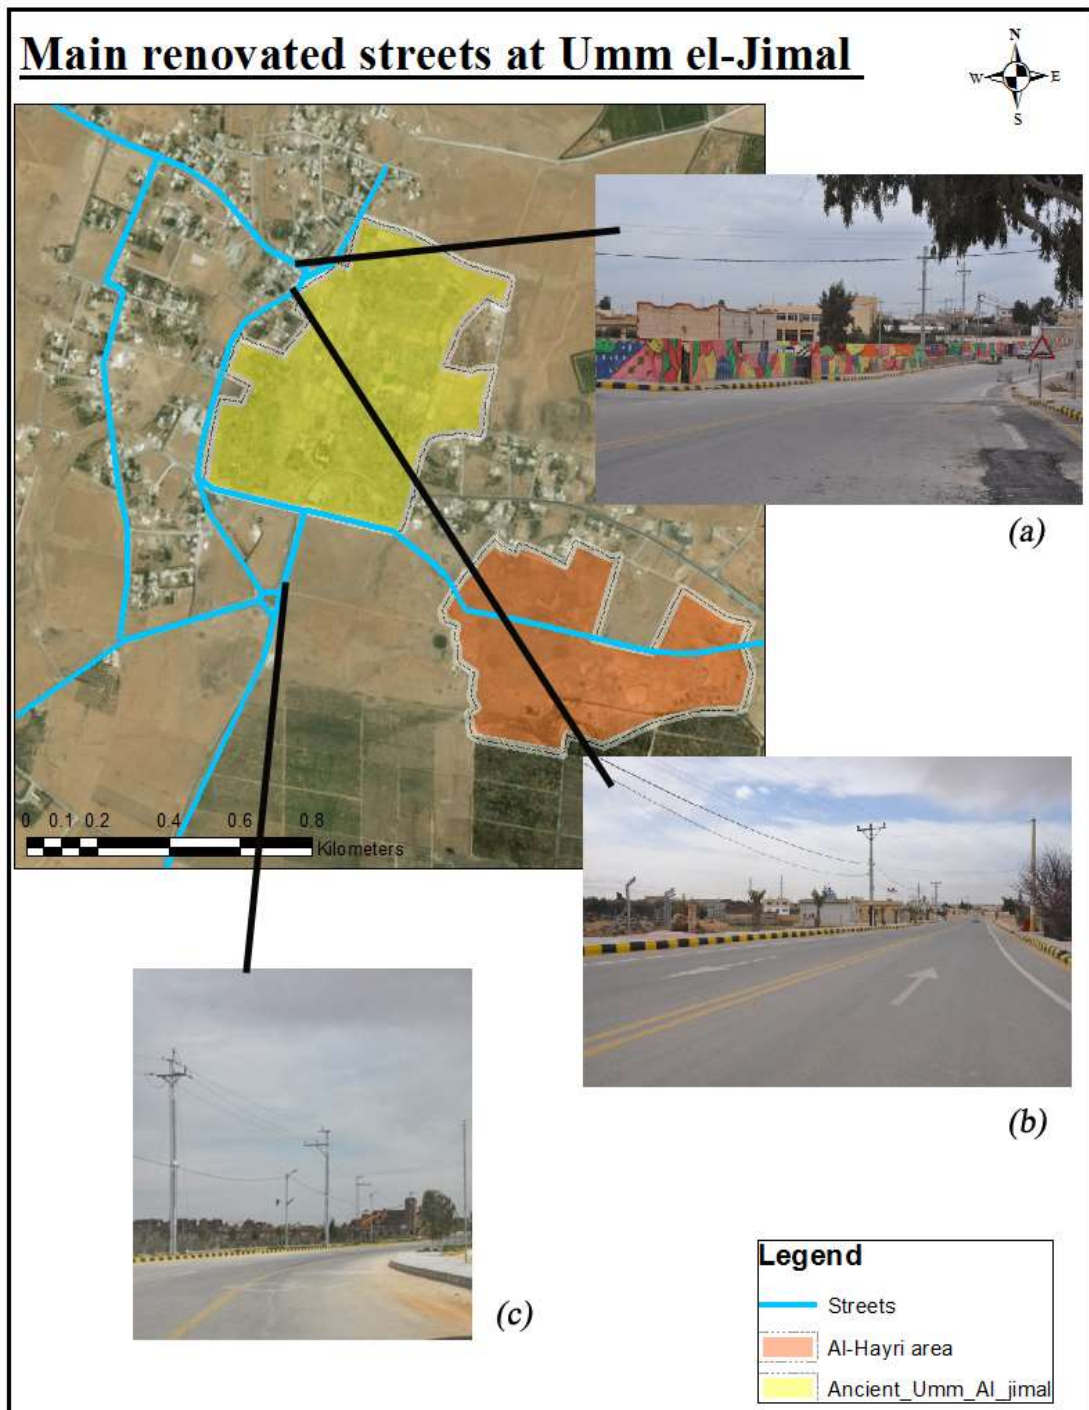 Main renovated streets at Umm el-Jimal
N
W E
S
(a)
0 0.1 0.2 0.4 0.6 0.8
Kilometers
(b)
(c)
Legend
Streets
Al-Hayri area
Ancient_Umm_Al_jimal